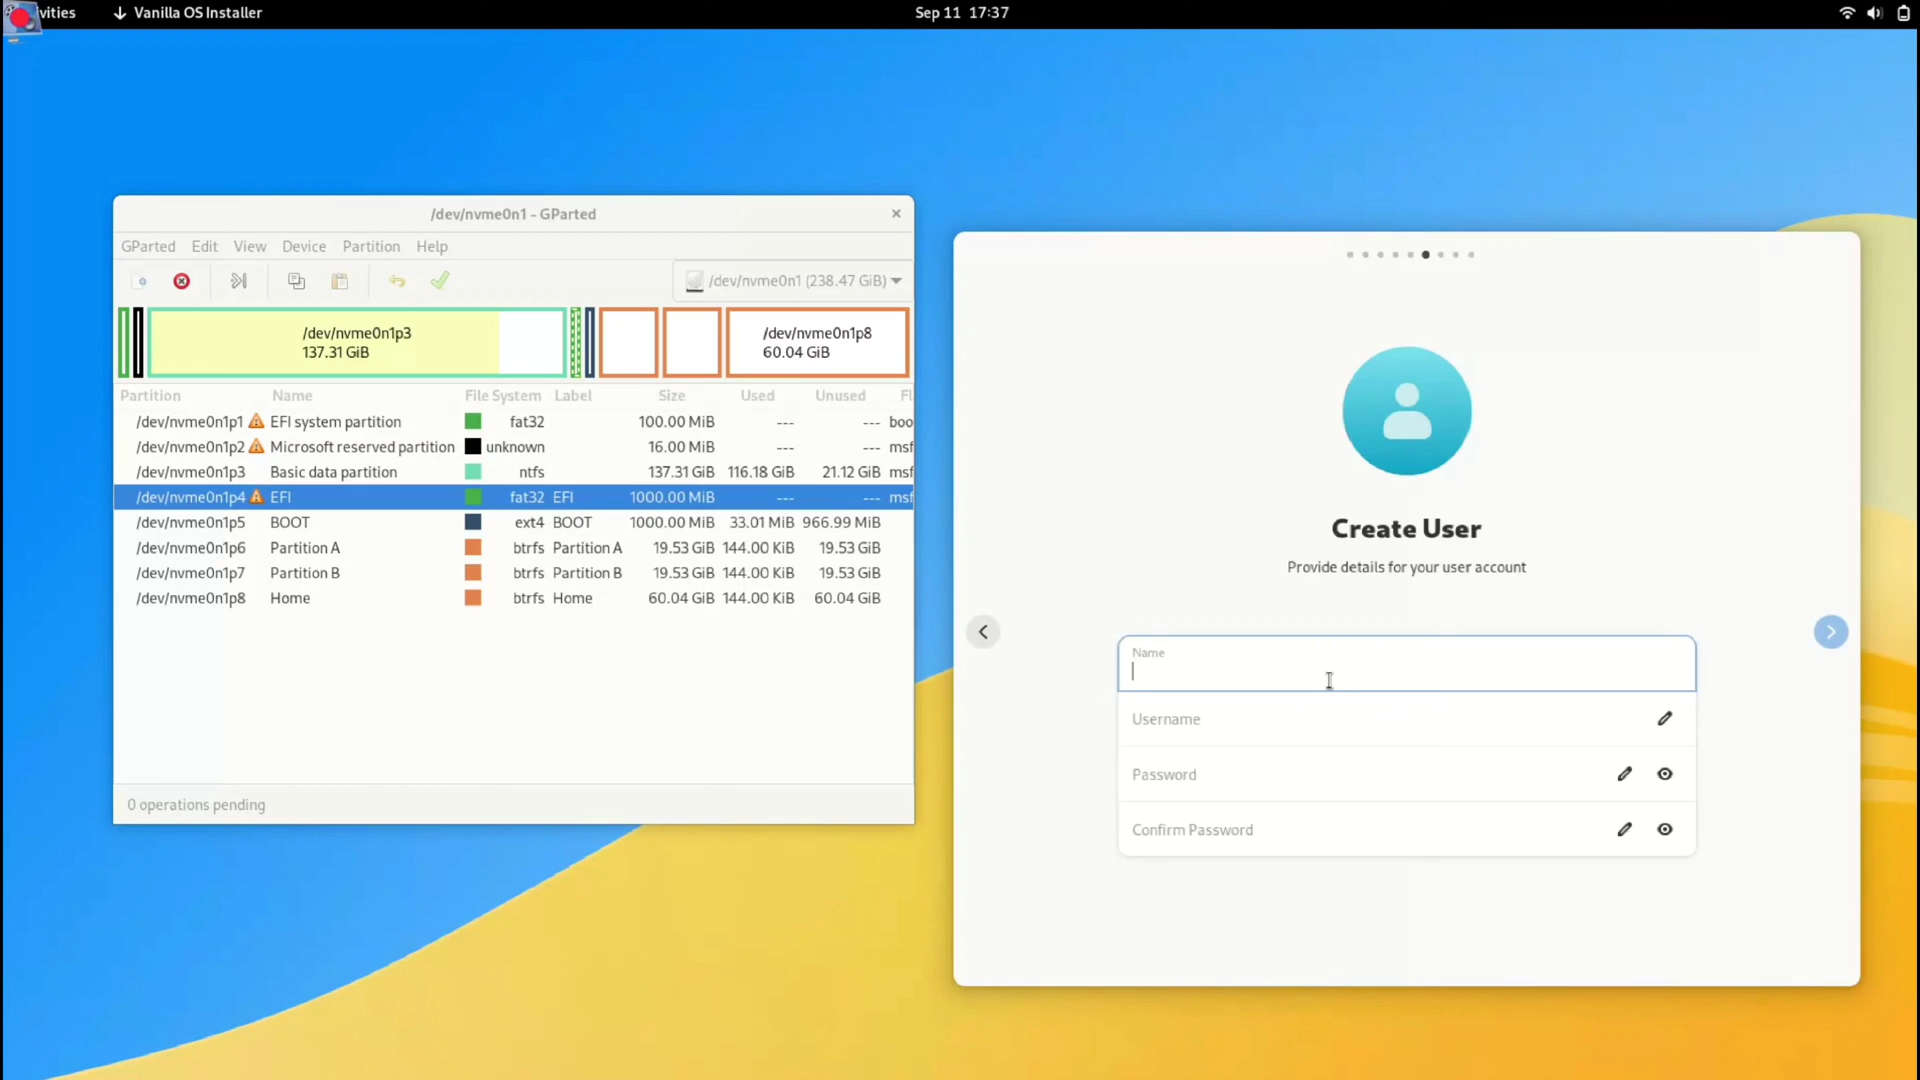 ivities Vanilla OS Installer Sep 11 17:37
/dev/nvme0n1 - GParted
GParted Edit View Device Partition Help
/dev/nvme0n1 (238.47 GiB)
/dev/nvme0n1p3
137.31 GiB
/dev/nvme0n1p8
60.04 GiB
Partition Name File System Label Size Used Unused Fl
/dev/nvme0n1p1 EFI system partition fat32 100.00 MiB --- --- boo
/dev/nvme0n1p2 Microsoft reserved partition unknown 16.00 MiB --- --- msf
/dev/nvme0n1p3 Basic data partition ntfs 137.31 GiB 116.18 GiB 21.12 GiB msf
/dev/nvme0n1p4 EFI fat32 EFI 1000.00 MiB --- --- msf
/dev/nvme0n1p5 BOOT ext4 BOOT 1000.00 MiB 33.01 MiB 966.99 MiB
/dev/nvme0n1p6 Partition A btrfs Partition A 19.53 GiB 144.00 KiB 19.53 GiB
/dev/nvme0n1p7 Partition B btrfs Partition B 19.53 GiB 144.00 KiB 19.53 GiB
/dev/nvme0n1p8 Home btrfs Home 60.04 GiB 144.00 KiB 60.04 GiB
0 operations pending
Create User
Provide details for your user account
Name
Username
Password
Confirm Password